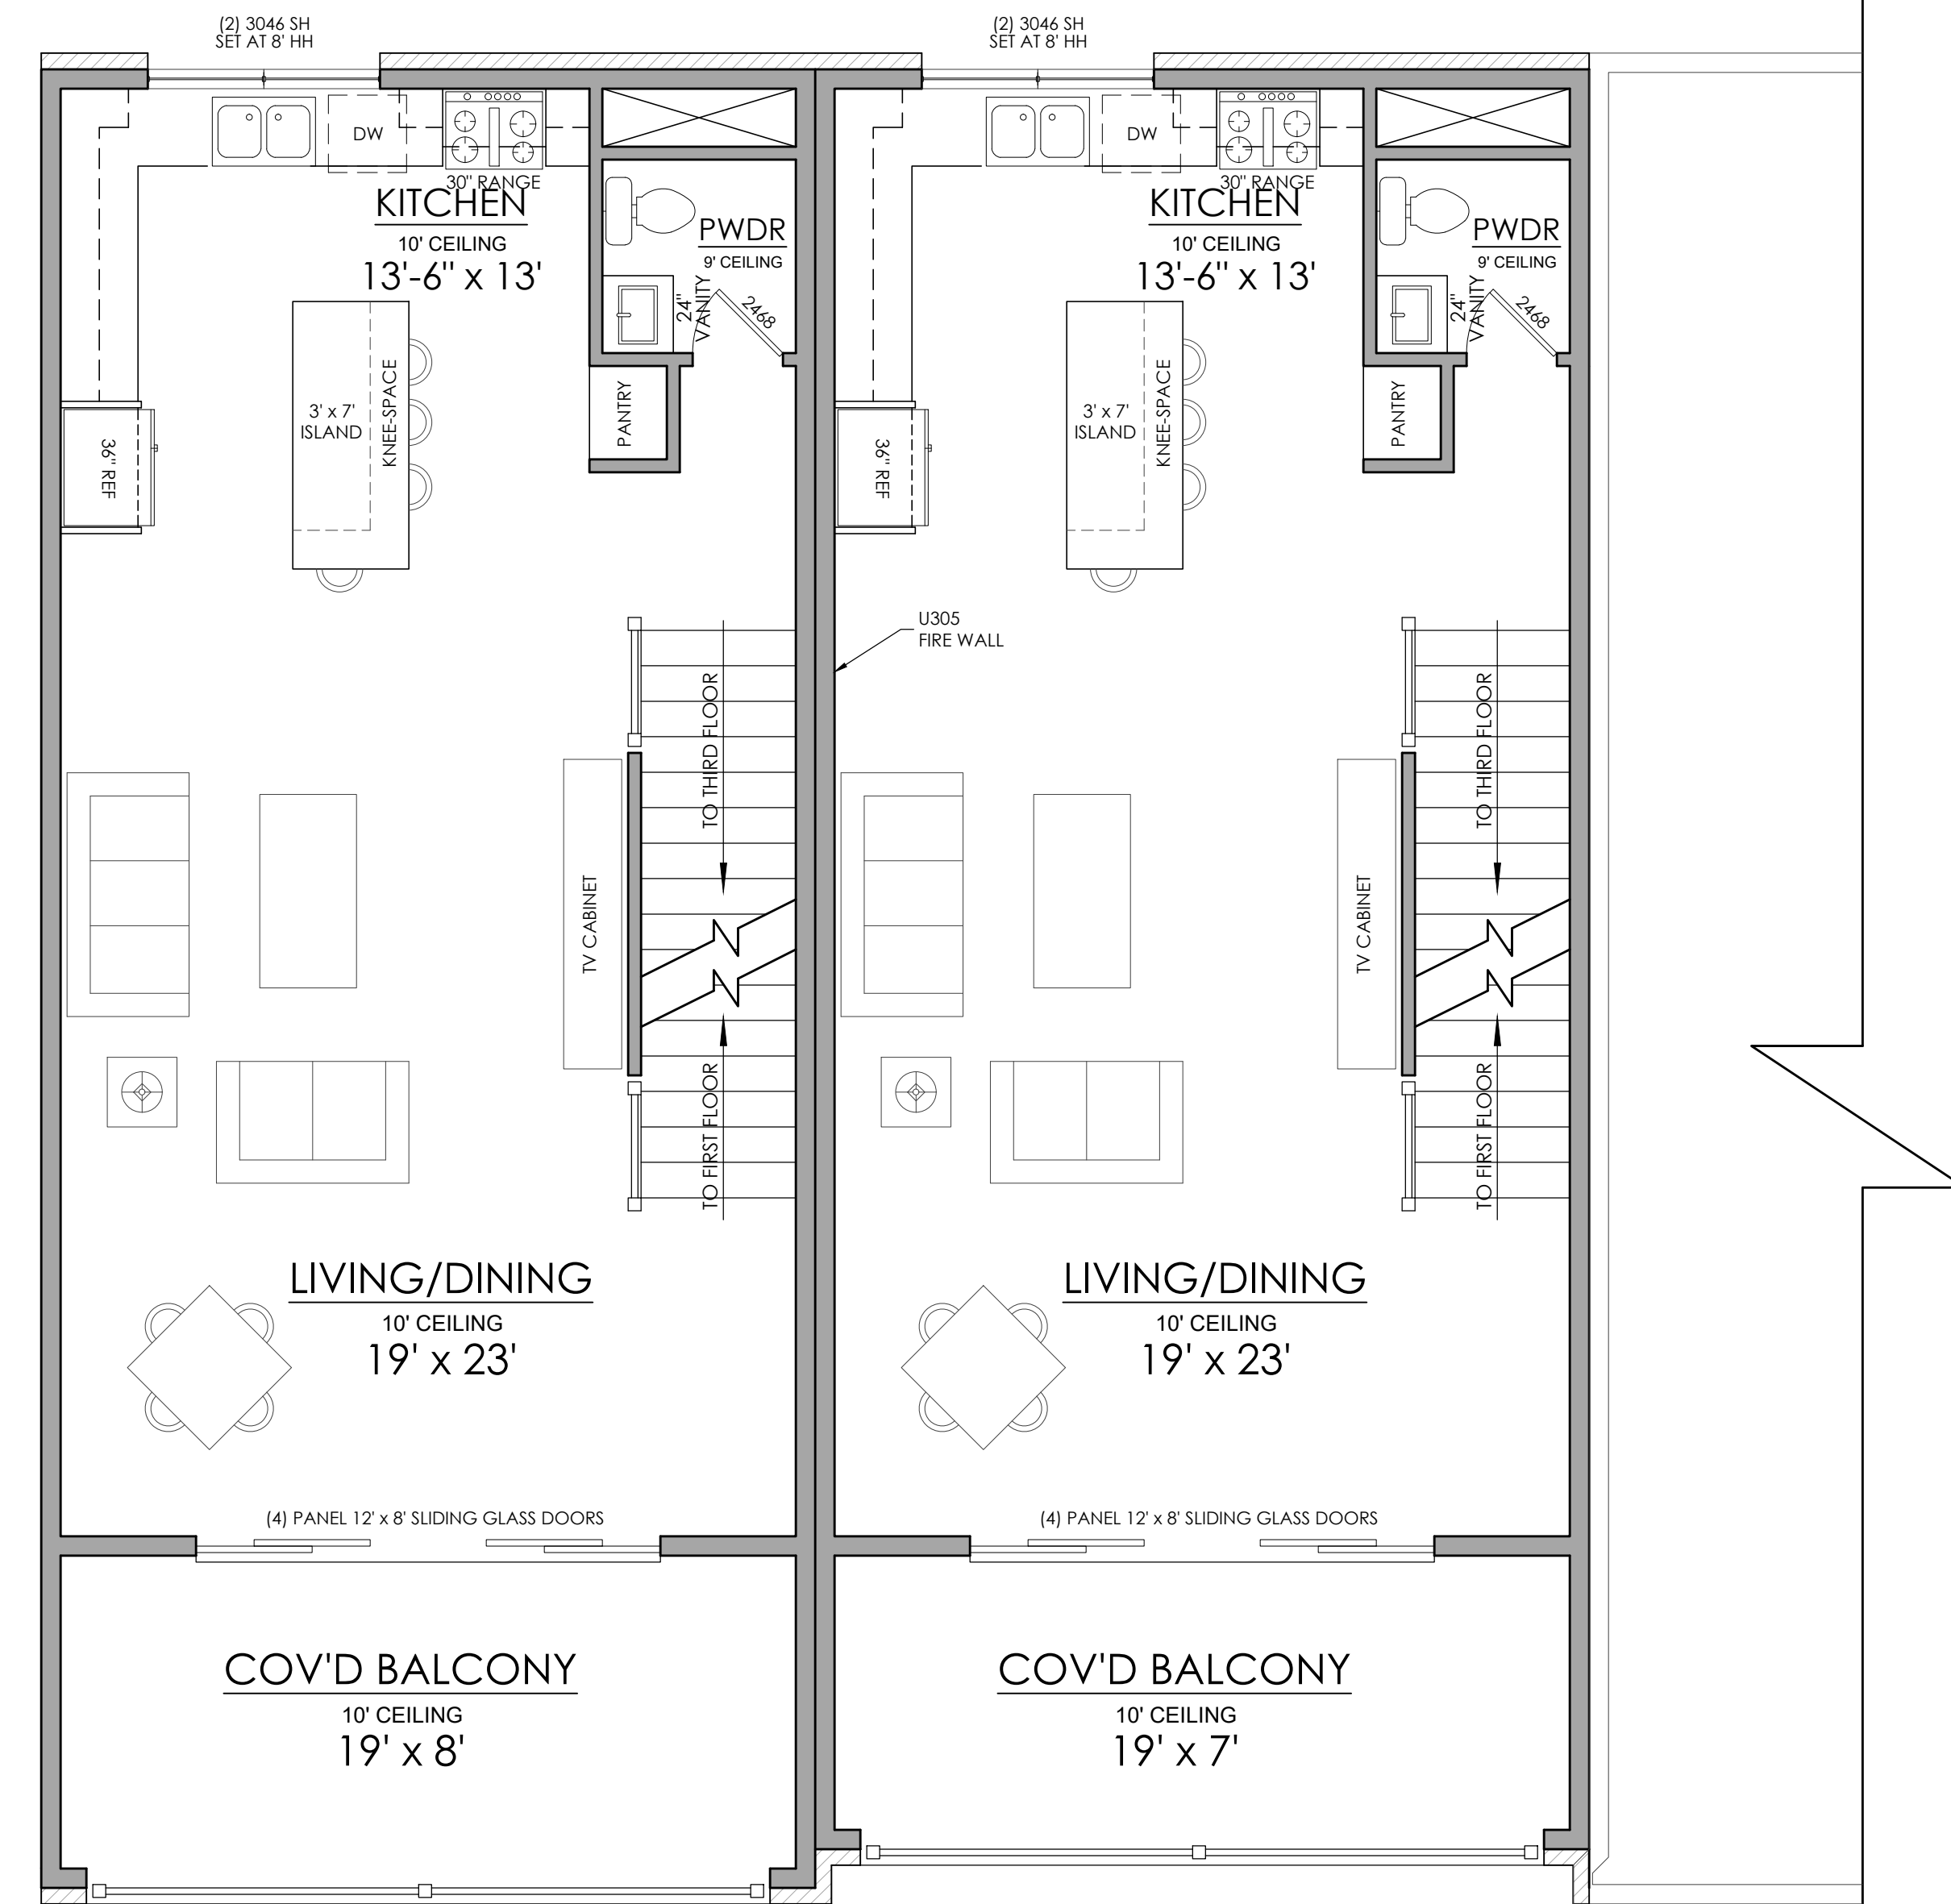 (2) 3046 SH
SET AT 8' HH
DW
30" RANGE
KITCHEN
10' CEILING
13'-6" x 13'
PWDR
9' CEILING
24"
VANITY
2468
3' x 7'
ISLAND
KNEE-SPACE
PANTRY
36" REF
TO THIRD FLOOR
TV CABINET
TO FIRST FLOOR
LIVING/DINING
10' CEILING
19' x 23'
(4) PANEL 12' x 8' SLIDING GLASS DOORS
COV'D BALCONY
10' CEILING
19' x 8'
(2) 3046 SH
SET AT 8' HH
DW
30" RANGE
KITCHEN
10' CEILING
13'-6" x 13'
PWDR
9' CEILING
24"
VANITY
2468
3' x 7'
ISLAND
KNEE-SPACE
PANTRY
36" REF
U305
FIRE WALL
TO THIRD FLOOR
TV CABINET
TO FIRST FLOOR
LIVING/DINING
10' CEILING
19' x 23'
(4) PANEL 12' x 8' SLIDING GLASS DOORS
COV'D BALCONY
10' CEILING
19' x 7'